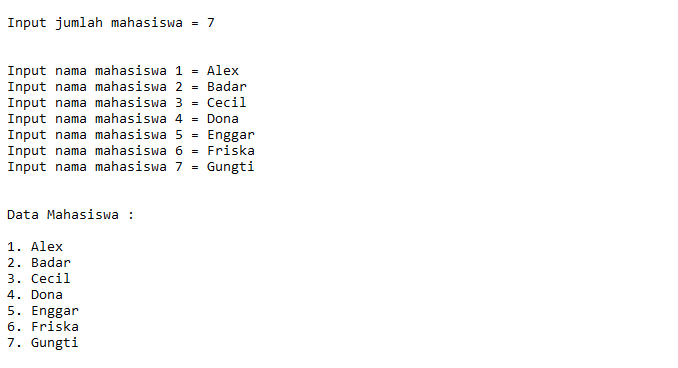 Input jumlah mahasiswa = 7
Input nama mahasiswa 1 = Alex
Input nama mahasiswa 2 = Badar
Input nama mahasiswa 3 = Cecil
Input nama mahasiswa 4 = Dona
Input nama mahasiswa 5 = Enggar
Input nama mahasiswa 6 = Friska
Input nama mahasiswa 7 = Gungti
Data Mahasiswa :
1. Alex
2. Badar
3. Cecil
4. Dona
5. Enggar
6. Friska
7. Gungti